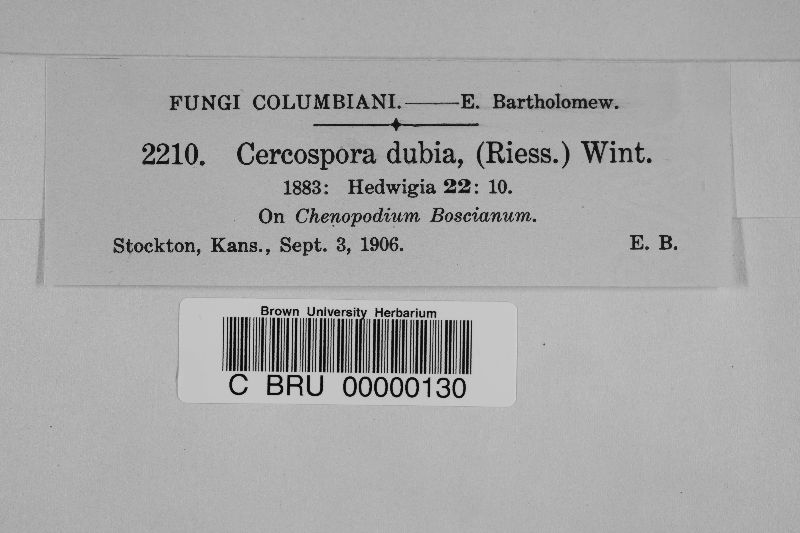 FUNGI COLUMBIANI.——E. Bartholomew.
2210. Cercospora dubia, (Riess.) Wint.
1883: Hedwigia 22: 10.
On Chenopodium Boscianum.
Stockton, Kans., Sept. 3, 1906. E. B.
Brown University Herbarium
C BRU 00000130